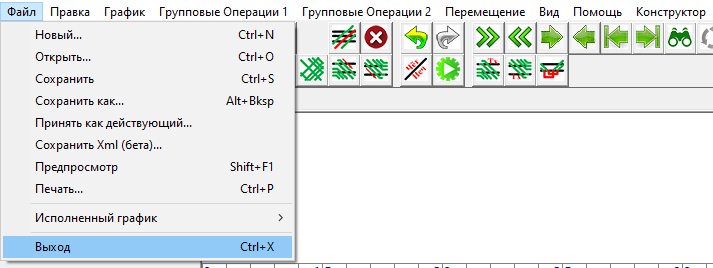 Файл Правка График Групповые Операции 1 Групповые Операции 2 Перемещение Вид Помощь Конструктор
Новый... Ctrl+N
Открыть... Ctrl+O
Сохранить Ctrl+S
Сохранить как... Alt+Bksp
Принять как действующий...
Сохранить Xml (бета)...
Предпросмотр Shift+F1
Печать... Ctrl+P
Исполненный график
Выход Ctrl+X